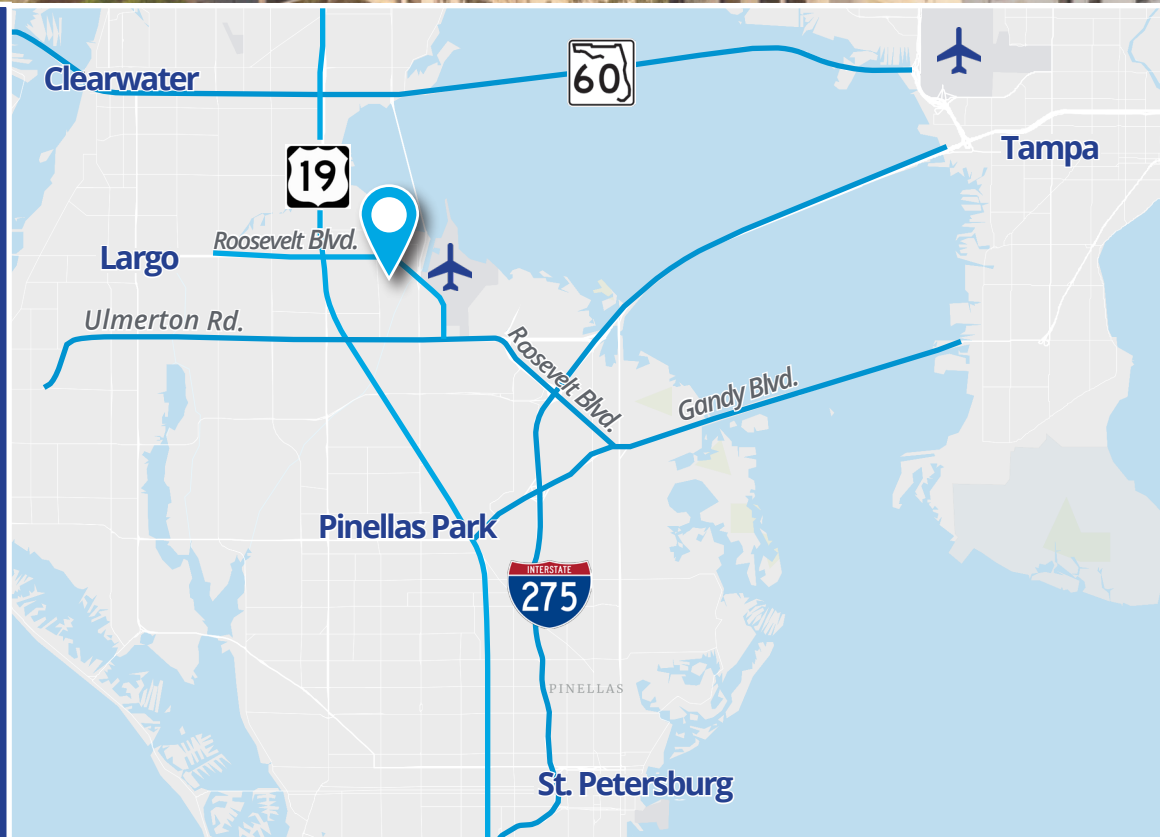 Clearwater
60
Tampa
19
Roosevelt Blvd.
Largo
Ulmerton Rd.
Roosevelt Blvd.
Gandy Blvd.
Pinellas Park
INTERSTATE
275
PINELLAS
St. Petersburg